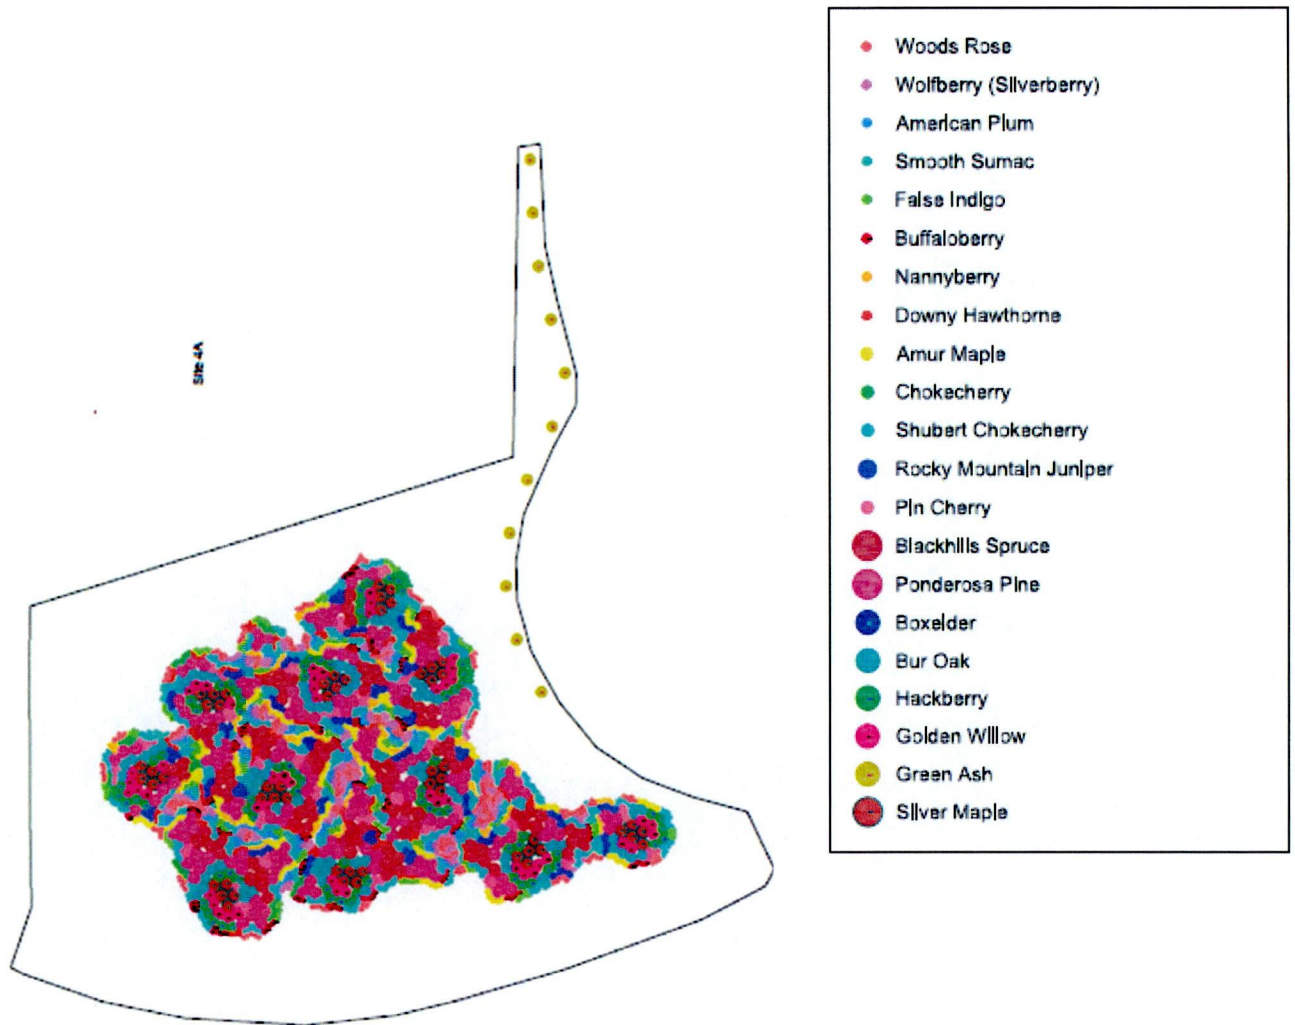 Site 4A
Woods Rose
Wolfberry (Silverberry)
American Plum
Smooth Sumac
False Indigo
Buffaloberry
Nannyberry
Downy Hawthorne
Amur Maple
Chokecherry
Shubert Chokecherry
Rocky Mountain Juniper
Pin Cherry
Blackhills Spruce
Ponderosa Pine
Boxelder
Bur Oak
Hackberry
Golden Willow
Green Ash
Silver Maple